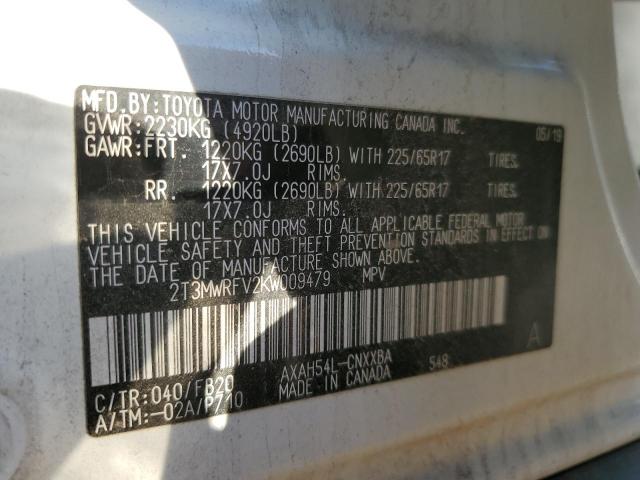 MFD.BY:TOYOTA MOTOR MANUFACTURING CANADA INC. 05/19
GVWR:2230KG (4920LB)
GAWR:FRT. 1220KG (2690LB) WITH 225/65R17 TIRES,
17X7.0J RIMS.
RR. 1220KG (2690LB) WITH 225/65R17 TIRES,
17X7.0J RIMS.
THIS VEHICLE CONFORMS TO ALL APPLICABLE FEDERAL MOTOR
VEHICLE SAFETY AND THEFT PREVENTION STANDARDS IN EFFECT ON
THE DATE OF MANUFACTURE SHOWN ABOVE.
2T3MWRFV2KW009479 MPV
A
C/TR:040/FB20 AXAH54L-CNXXBA 548
A/TM:-02A/P710 MADE IN CANADA